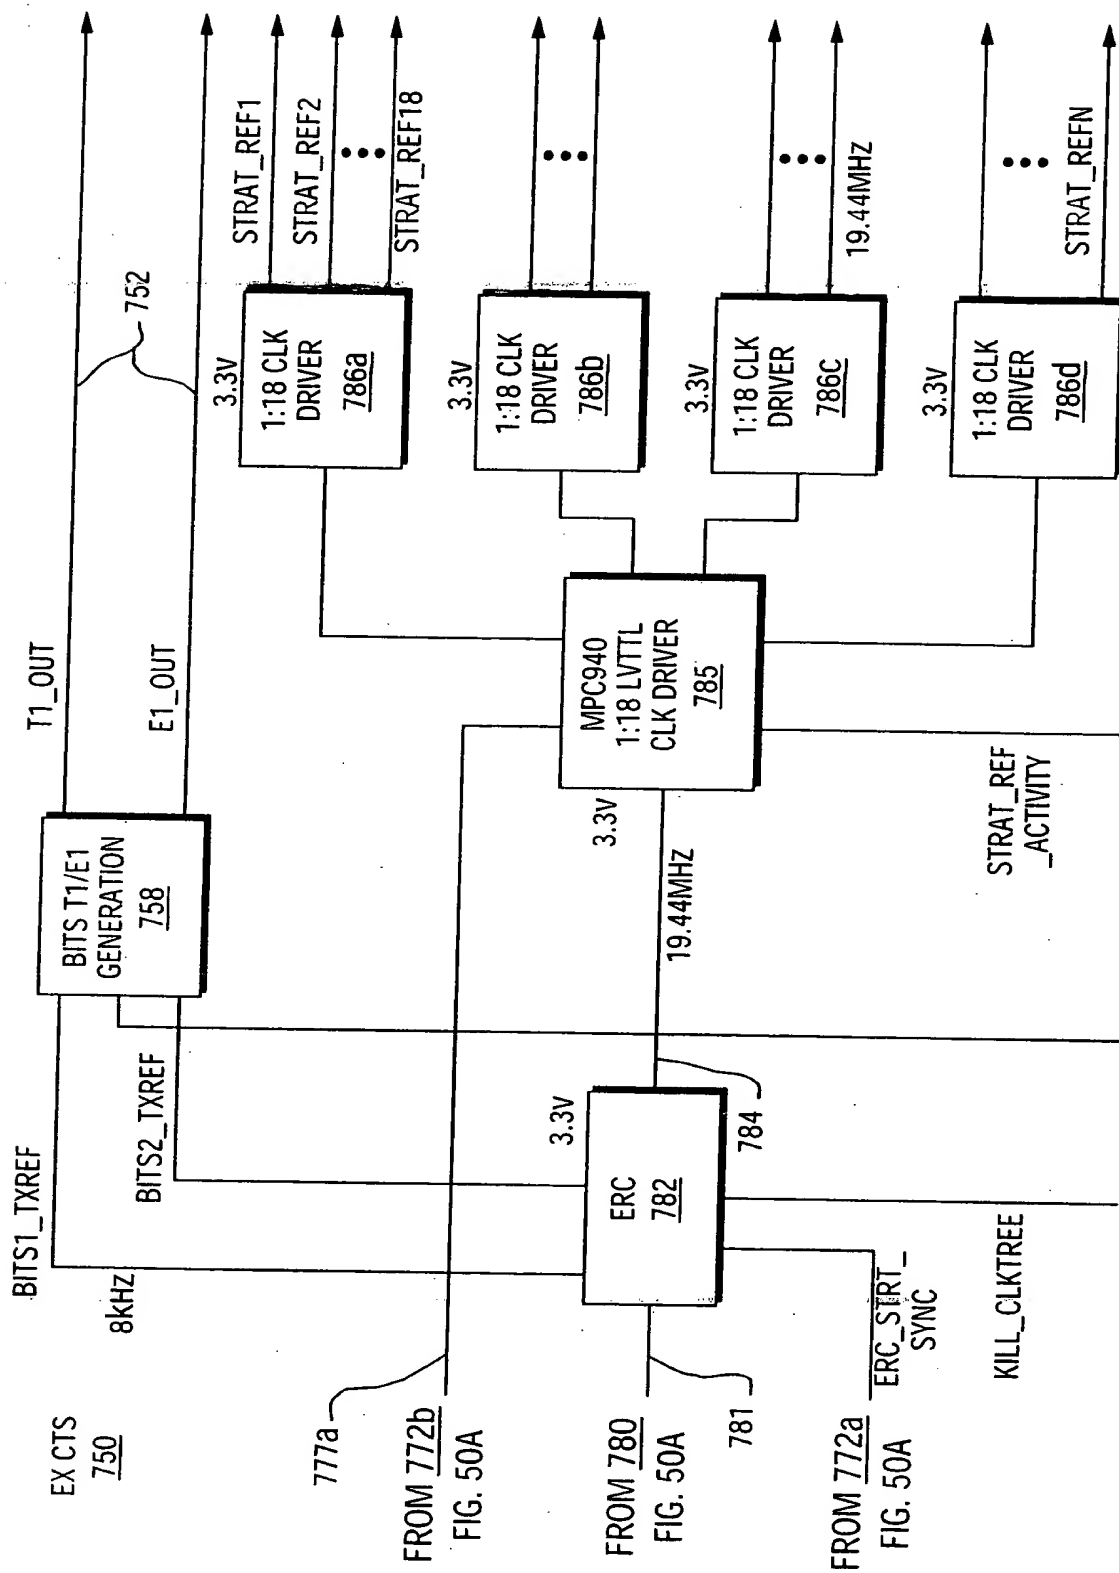 EX CTS
750
BITS1_TXREF
8KHZ
BITS2_TXREF
BITS T1/E1
GENERATION
758
T1_OUT
E1_OUT
752
777a
FROM 772b
FIG. 50A
FROM 780
FIG. 50A
781
FROM 772a
FIG. 50A
ERC_STRT_
SYNC
KILL_CLKTREE
3.3V
ERC
782
784
19.44MHZ
3.3V
MPC940
1:18 LVTTL
CLK DRIVER
785
STRAT_REF
_ACTIVITY
3.3V
1:18 CLK
DRIVER
786a
STRAT_REF1
STRAT_REF2
STRAT_REF18
3.3V
1:18 CLK
DRIVER
786b
3.3V
1:18 CLK
DRIVER
786c
19.44MHZ
3.3V
1:18 CLK
DRIVER
786d
STRAT_REFN